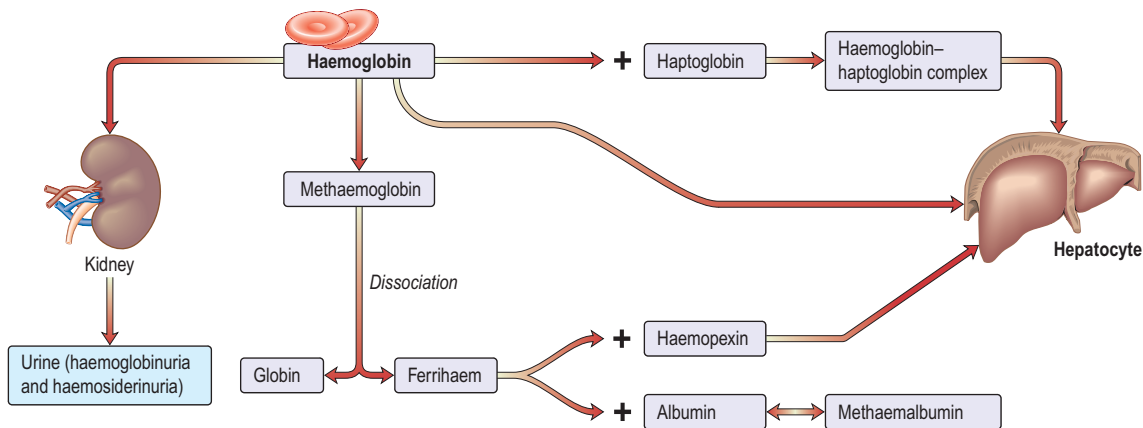 Haemoglobin
+
Haptoglobin
Haemoglobin–
haptoglobin complex
Methaemoglobin
Kidney
Hepatocyte
Dissociation
Urine (haemoglobinuria
and haemosiderinuria)
Globin
Ferrihaem
+
Haemopexin
+
Albumin
Methaemalbumin